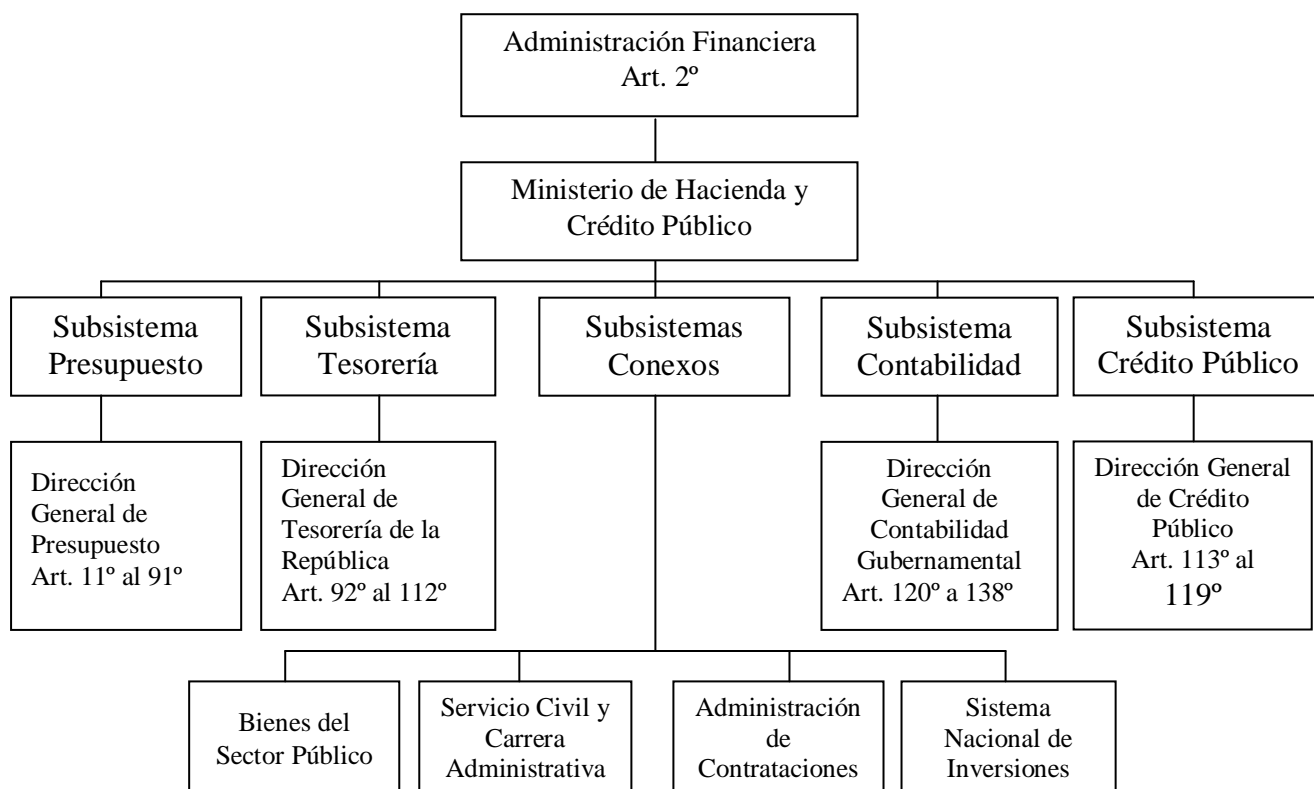 Administración Financiera
Art. 2º
Ministerio de Hacienda y
Crédito Público
Subsistema
Presupuesto
Subsistema
Tesorería
Subsistemas
Conexos
Subsistema
Contabilidad
Subsistema
Crédito Público
Dirección
General de
Presupuesto
Art. 11º al 91º
Dirección
General de
Tesorería de la
República
Art. 92º al 112º
Dirección
General de
Contabilidad
Gubernamental
Art. 120º a 138º
Dirección General
de Crédito
Público
Art. 113º al
119º
Bienes del
Sector Público
Servicio Civil y
Carrera
Administrativa
Administración
de
Contrataciones
Sistema
Nacional de
Inversiones